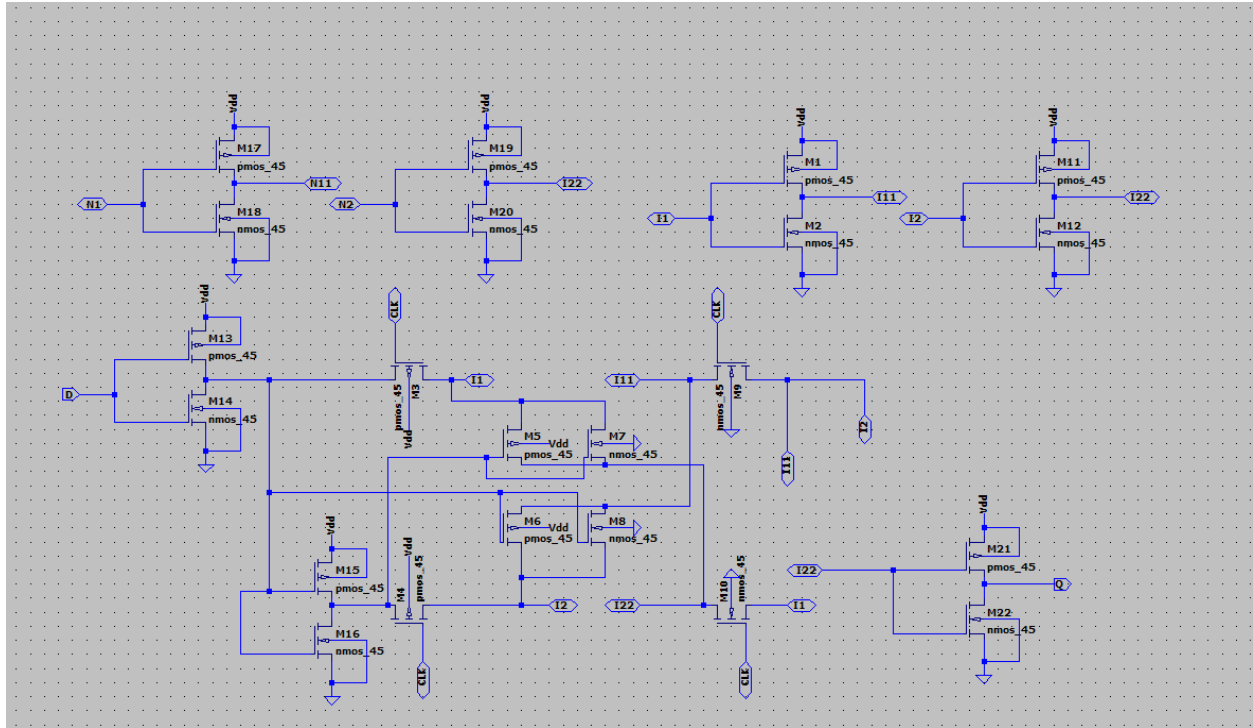 Vdd
M17
pmos_45
N11
N1
M18
nmos_45
Vdd
M19
pmos_45
I22
N2
M20
nmos_45
Vdd
M1
pmos_45
I11
I1
M2
nmos_45
Vdd
M11
pmos_45
I22
I2
M12
nmos_45
Vdd
M13
pmos_45
D
M14
nmos_45
CLK
pmos_45
M3
Vdd
I1
I11
CLK
nmos_45
M9
I2
I11
M5
Vdd
pmos_45
M7
nmos_45
M6
Vdd
pmos_45
M8
nmos_45
Vdd
M15
pmos_45
M16
nmos_45
Vdd
pmos_45
M4
CLK
I2
I22
M10
nmos_45
I1
CLK
Vdd
M21
pmos_45
I22
Q
M22
nmos_45